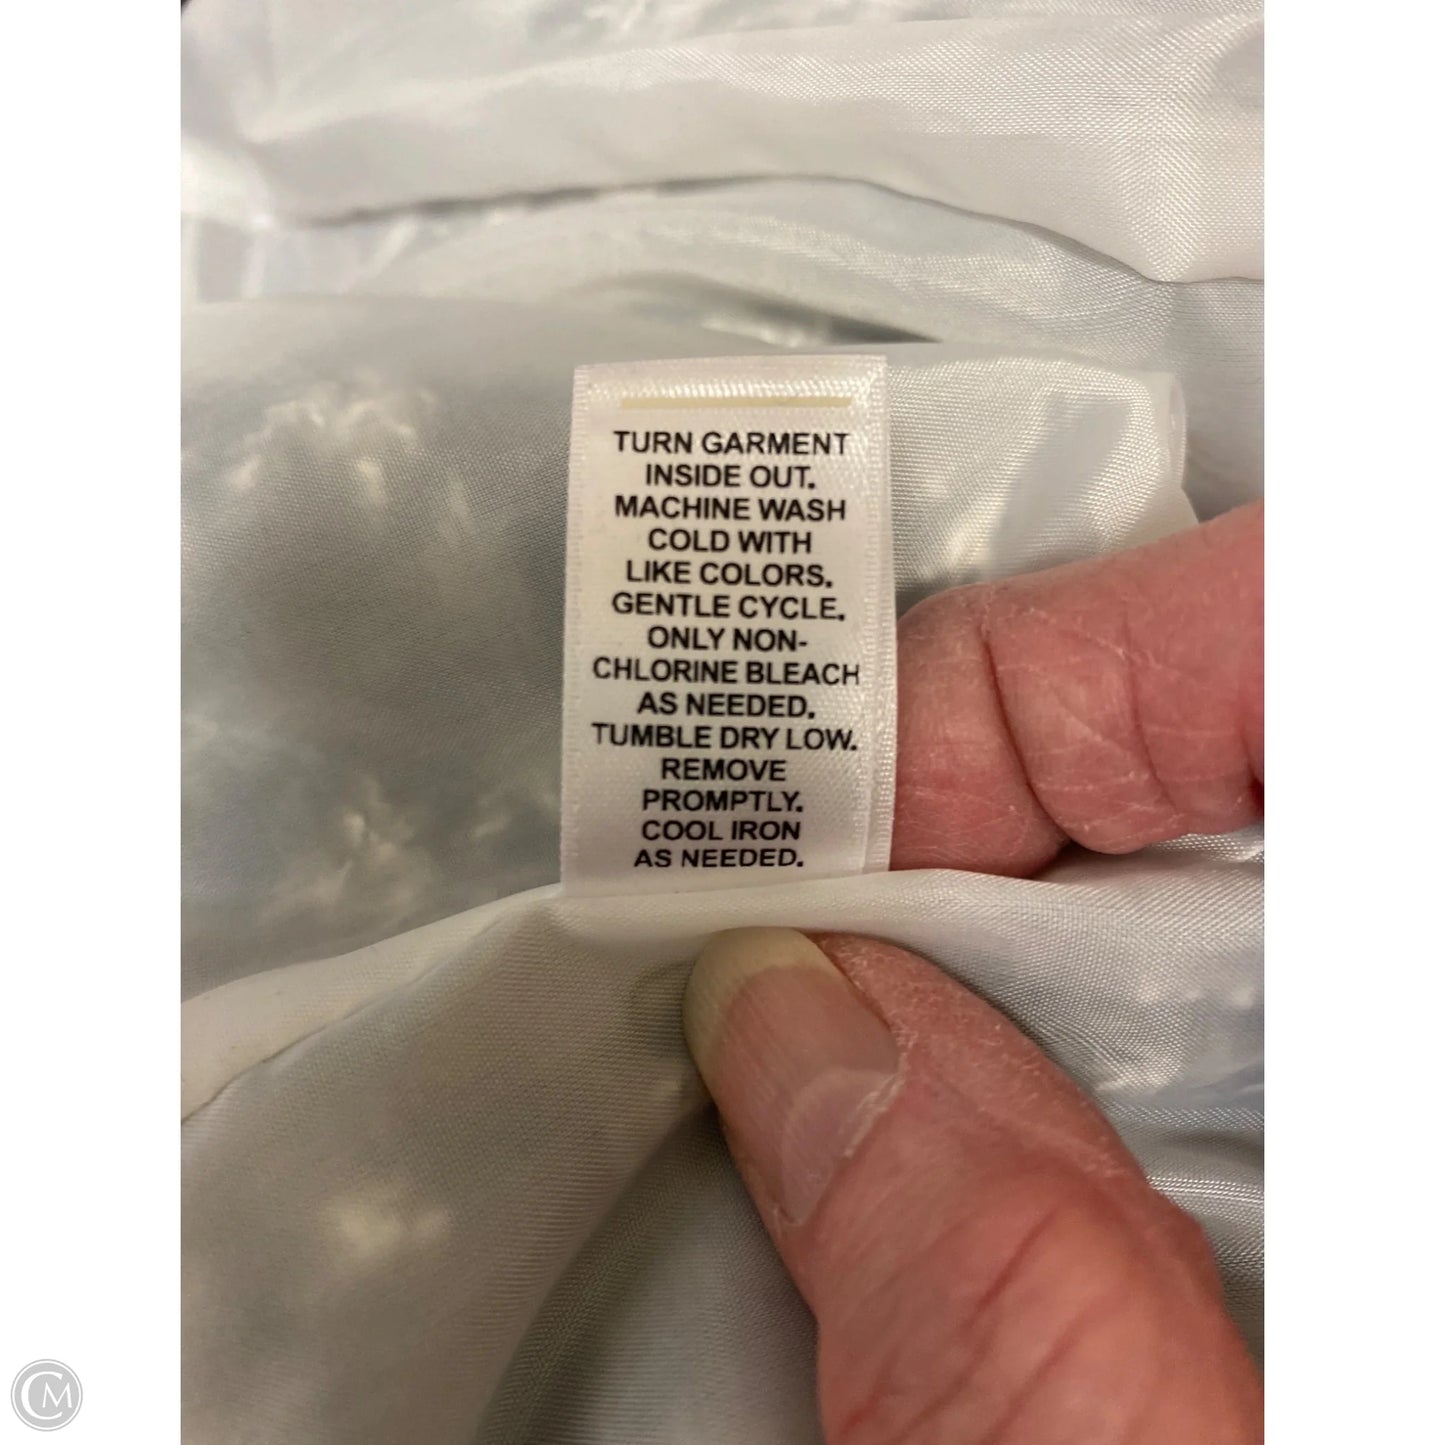 TURN GARMENT
INSIDE OUT.
MACHINE WASH
COLD WITH
LIKE COLORS.
GENTLE CYCLE.
ONLY NON-
CHLORINE BLEACH
AS NEEDED.
TUMBLE DRY LOW.
REMOVE
PROMPTLY.
COOL IRON
AS NEEDED.
CM